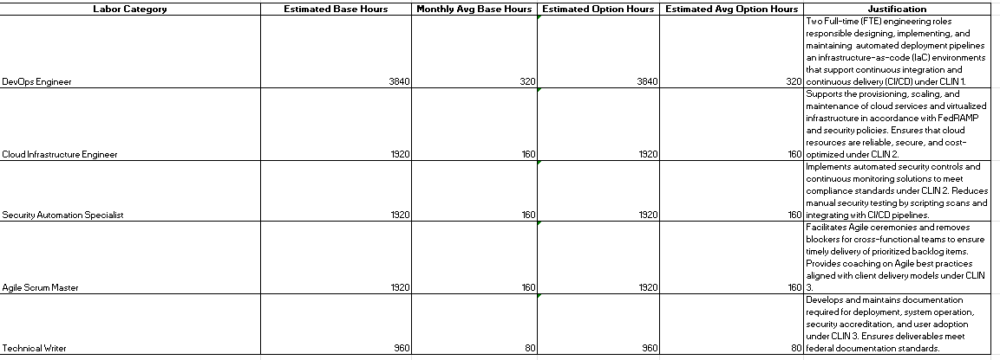 Labor Category Estimated Base Hours Monthly Avg Base Hours Estimated Option Hours Estimated Avg Option Hours Justification
Two Full-time (FTE) engineering roles
responsible designing, implementing, and
maintaining automated deployment pipelines
an infrastructure-as-code (IaC) environments
that support continuous integration and
DevOps Engineer 3840 320 3840 320 continuous delivery (CI/CD) under CLIN 1.
Supports the provisioning, scaling, and
maintenance of cloud services and virtualized
infrastructure in accordance with FedRAMP
and security policies. Ensures that cloud
resources are reliable, secure, and cost-
Cloud Infrastructure Engineer 1920 160 1920 160 optimized under CLIN 2.
Implements automated security controls and
continuous monitoring solutions to meet
compliance standards under CLIN 2. Reduces
manual security testing by scripting scans and
Security Automation Specialist 1920 160 1920 160 integrating with CI/CD pipelines.
Facilitates Agile ceremonies and removes
blockers for cross-functional teams to ensure
timely delivery of prioritized backlog items.
Provides coaching on Agile best practices
aligned with client delivery models under CLIN
Agile Scrum Master 1920 160 1920 160 3.
Develops and maintains documentation
required for deployment, system operation,
security accreditation, and user adoption
under CLIN 3. Ensures deliverables meet
Technical Writer 960 80 960 80 federal documentation standards.